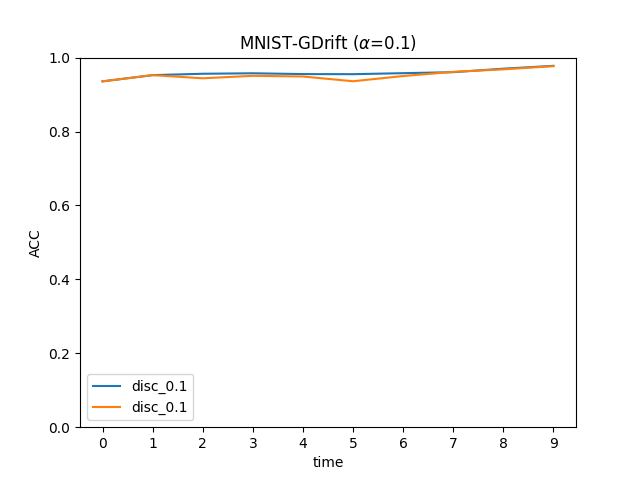 MNIST-GDrift (α=0.1)
1.0
0.8
0.6
0.4
0.2
0.0
ACC
disc_0.1
disc_0.1
0 1 2 3 4 5 6 7 8 9
time